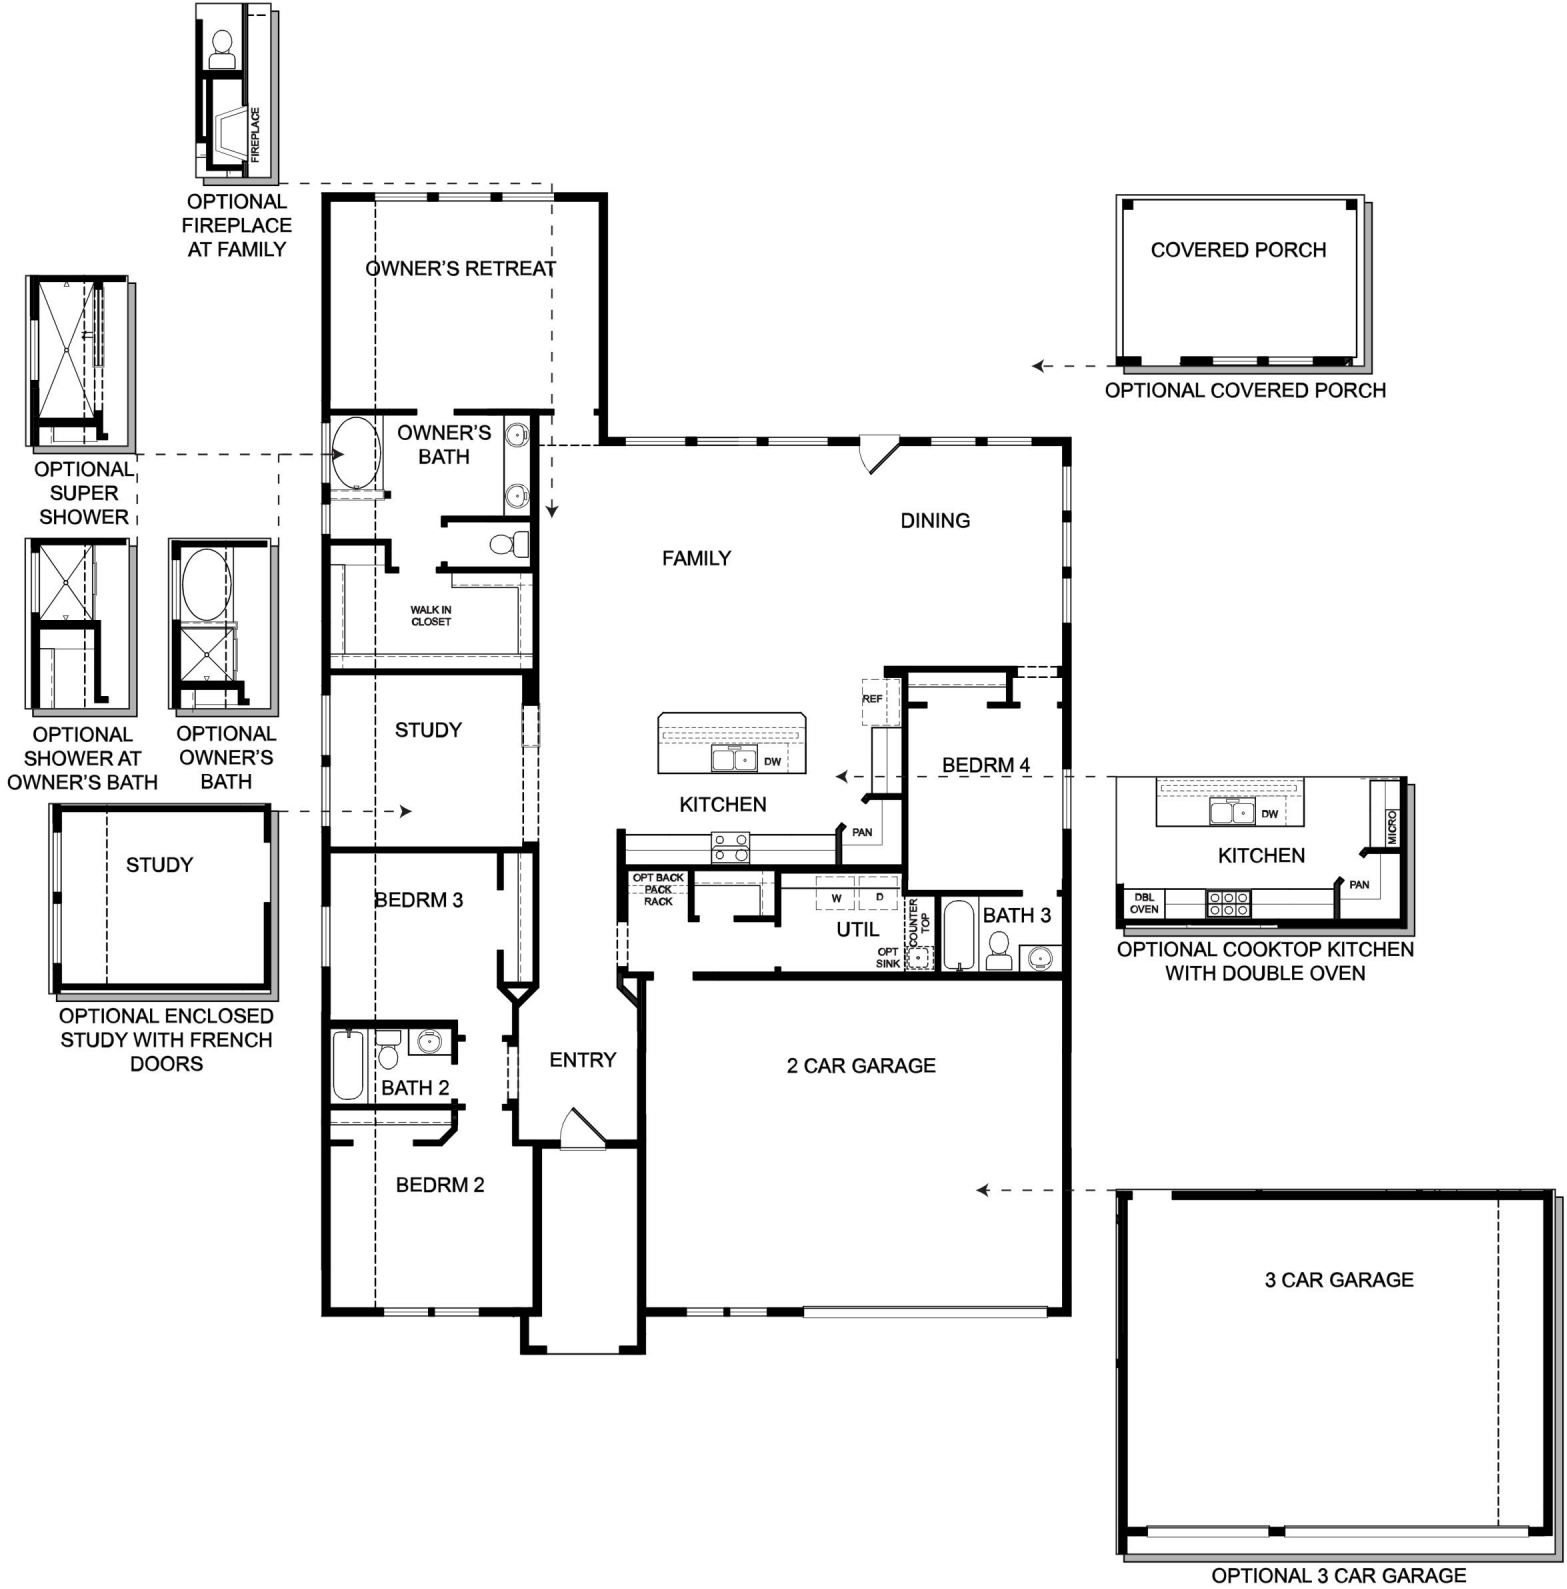 FIREPLACE
OPTIONAL
FIREPLACE
AT FAMILY
OWNER'S RETREAT
COVERED PORCH
OPTIONAL COVERED PORCH
OPTIONAL
SUPER
SHOWER
OWNER'S
BATH
DINING
FAMILY
WALK IN
CLOSET
OPTIONAL
SHOWER AT
OWNER'S BATH
OPTIONAL
OWNER'S
BATH
STUDY
REF
DW
KITCHEN
PAN
BEDRM 4
DW
MICRO
KITCHEN
PAN
DBL
OVEN
OPTIONAL COOKTOP KITCHEN
WITH DOUBLE OVEN
STUDY
OPTIONAL ENCLOSED
STUDY WITH FRENCH
DOORS
BEDRM 3
OPT BACK
PACK
RACK
W
D
UTIL
COUNTER
TOP
OPT
SINK
BATH 3
ENTRY
2 CAR GARAGE
BATH 2
BEDRM 2
3 CAR GARAGE
OPTIONAL 3 CAR GARAGE